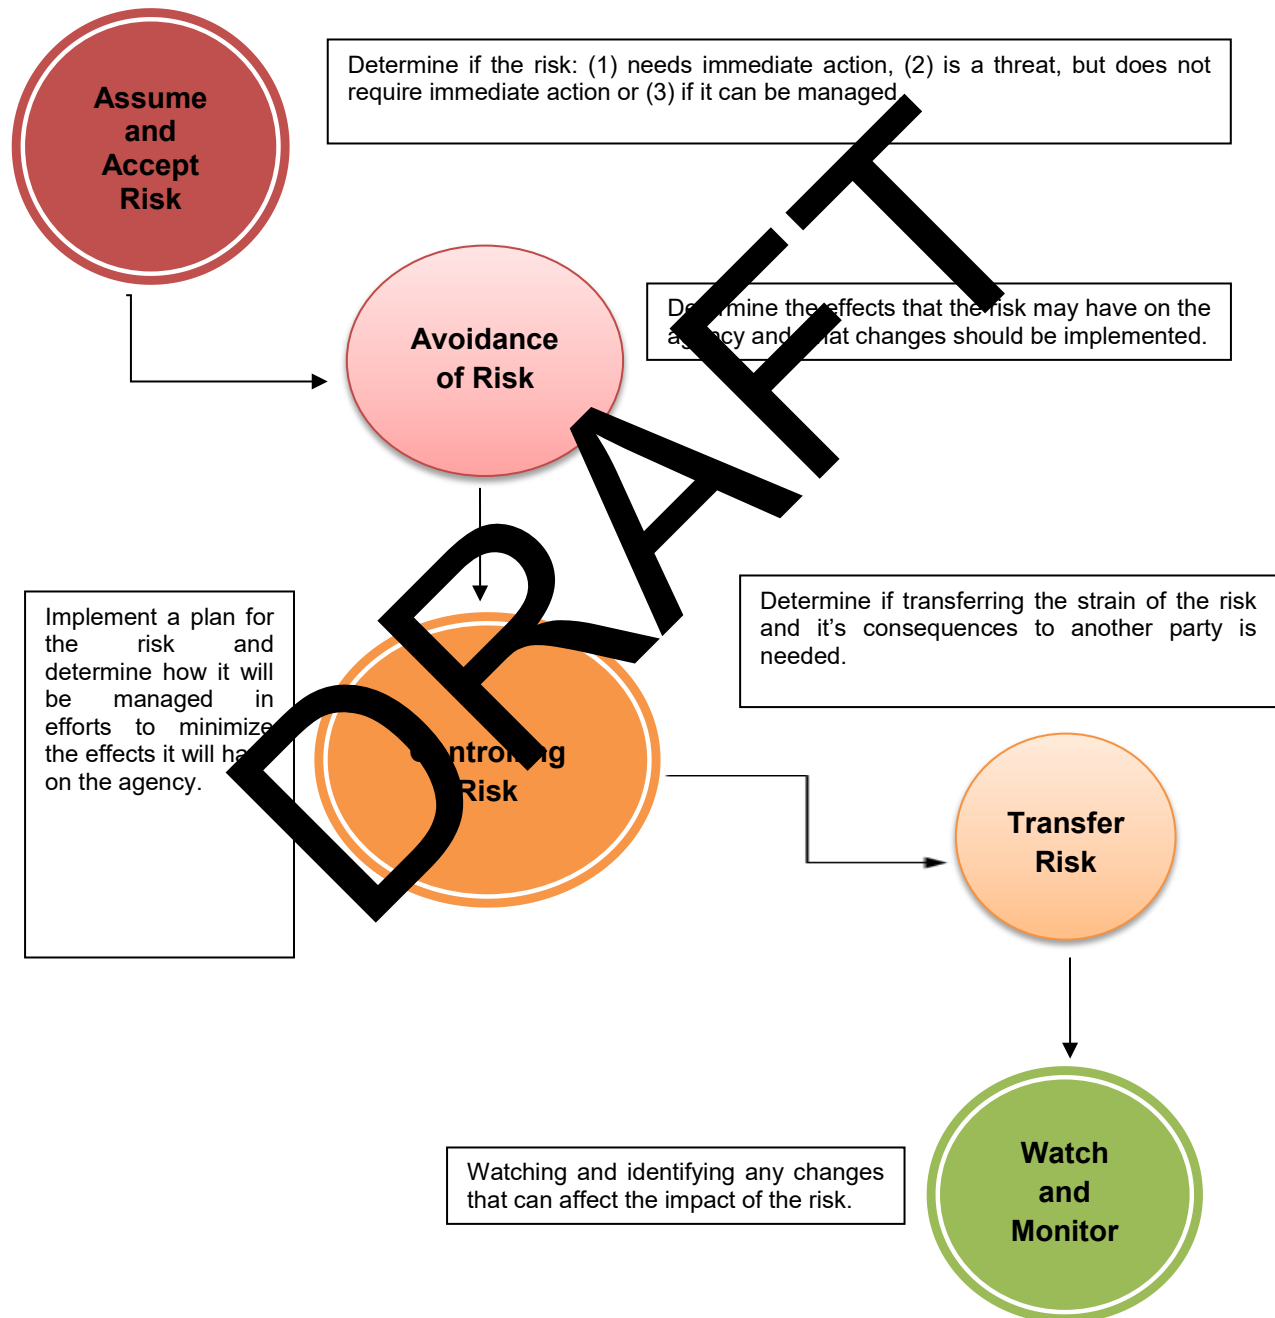 Assume
and
Accept
Risk
Determine if the risk: (1) needs immediate action, (2) is a threat, but does not
require immediate action or (3) if it can be managed
Avoidance
of Risk
Determine the effects that the risk may have on the
agency and what changes should be implemented.
DRAFT
Implement a plan for
the risk and
determine how it will
be managed in
efforts to minimize
the effects it will have
on the agency.
Controlling
Risk
Determine if transferring the strain of the risk
and it's consequences to another party is
needed.
Transfer
Risk
Watching and identifying any changes
that can affect the impact of the risk.
Watch
and
Monitor